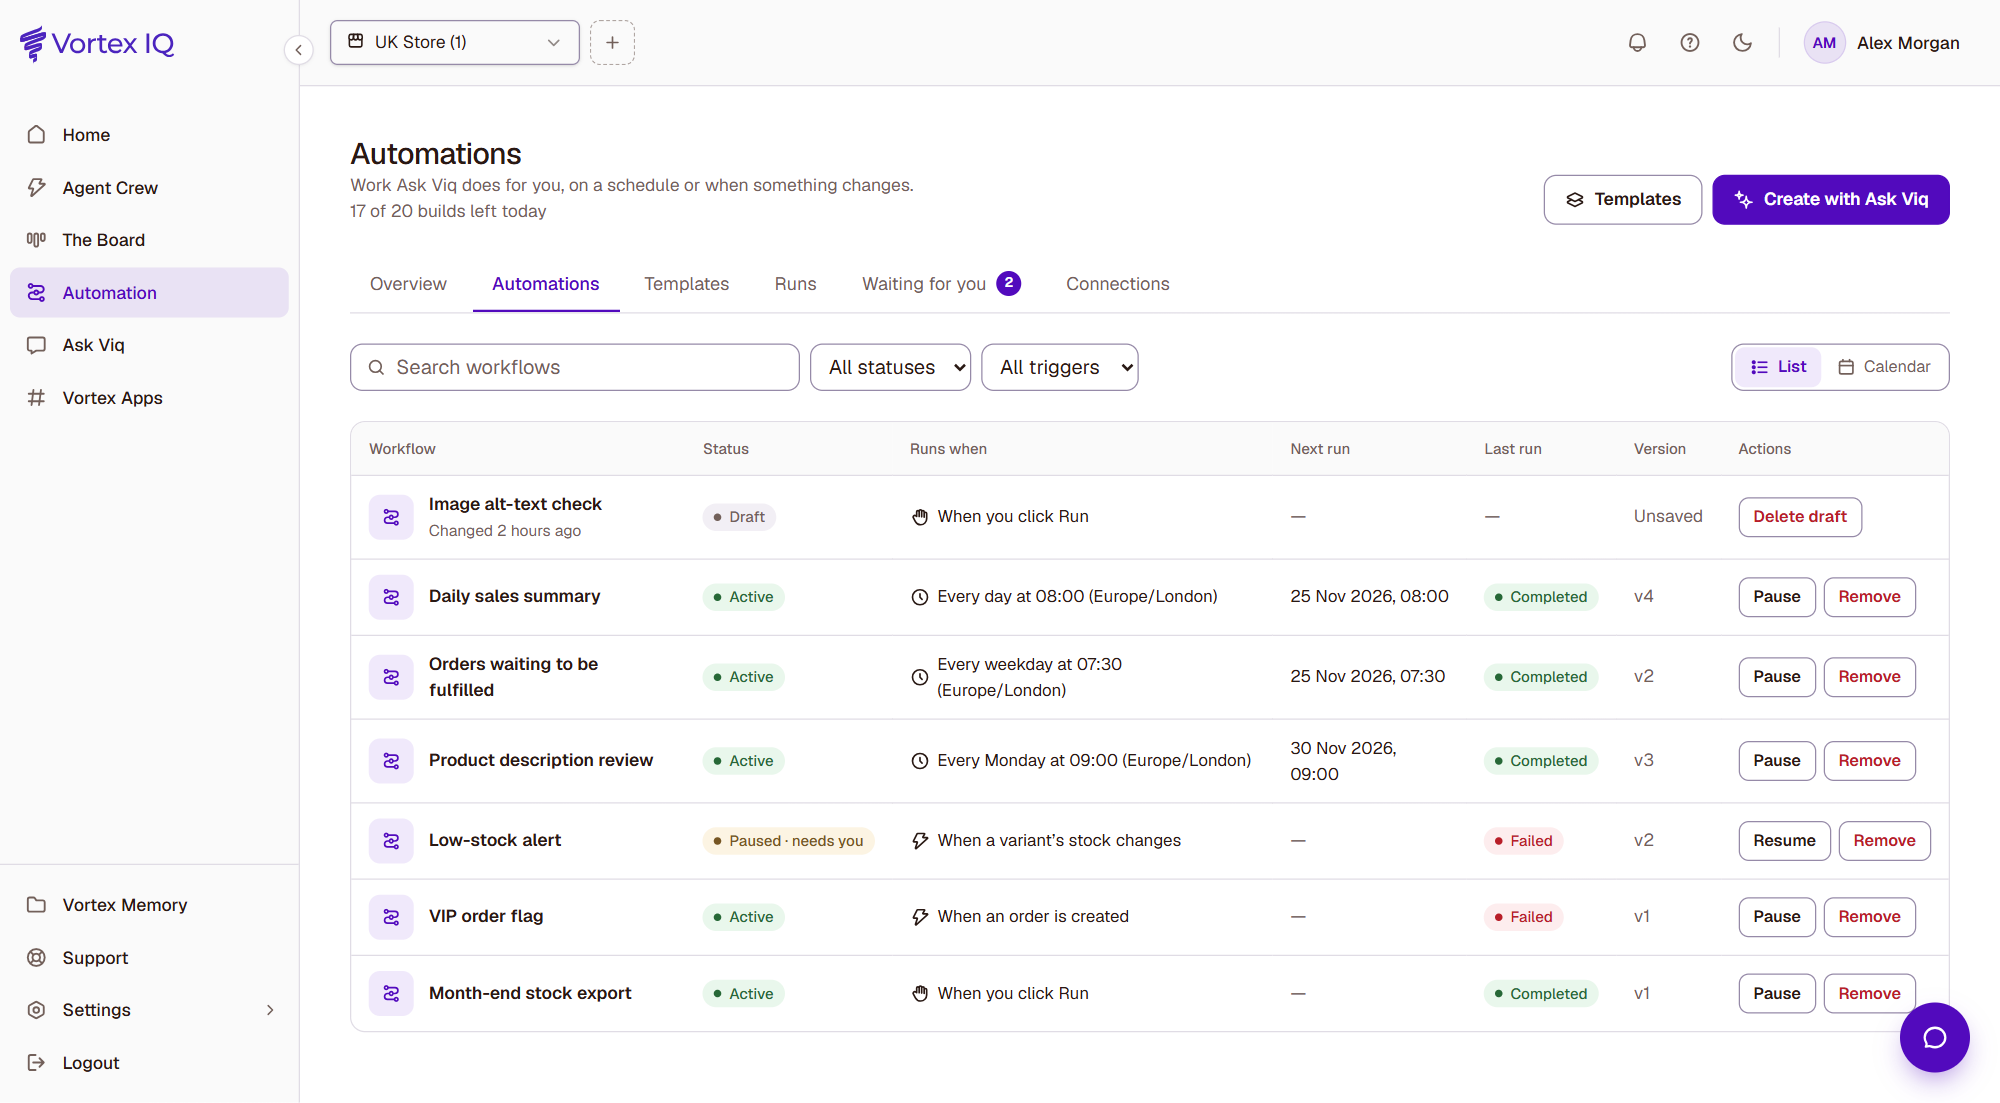 Vortex IQ
UK Store (1)
AM
Alex Morgan
Home
Agent Crew
The Board
Automation
Ask Viq
Vortex Apps
Vortex Memory
Support
Settings
Logout
Automations
Work Ask Viq does for you, on a schedule or when something changes.
17 of 20 builds left today
Templates
Create with Ask Viq
Overview
Automations
Templates
Runs
Waiting for you 2
Connections
Search workflows
All statuses
All triggers
List
Calendar
Workflow Status Runs when Next run Last run Version Actions
Image alt-text check
Changed 2 hours ago
Draft
When you click Run
—
—
Unsaved
Delete draft
Daily sales summary
Active
Every day at 08:00 (Europe/London)
25 Nov 2026, 08:00
Completed
v4
Pause
Remove
Orders waiting to be
fulfilled
Active
Every weekday at 07:30
(Europe/London)
25 Nov 2026, 07:30
Completed
v2
Pause
Remove
Product description review
Active
Every Monday at 09:00 (Europe/London)
30 Nov 2026,
09:00
Completed
v3
Pause
Remove
Low-stock alert
Paused · needs you
When a variant’s stock changes
—
Failed
v2
Resume
Remove
VIP order flag
Active
When an order is created
—
Failed
v1
Pause
Remove
Month-end stock export
Active
When you click Run
—
Completed
v1
Pause
Remove